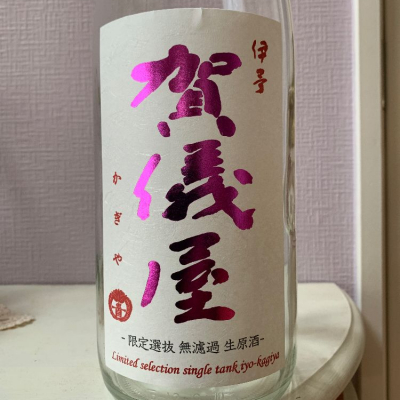 伊予
賀儀屋
かぎや
- 限定選抜 無濾過 生原酒-
Limited selection single tank iyo-kagiya